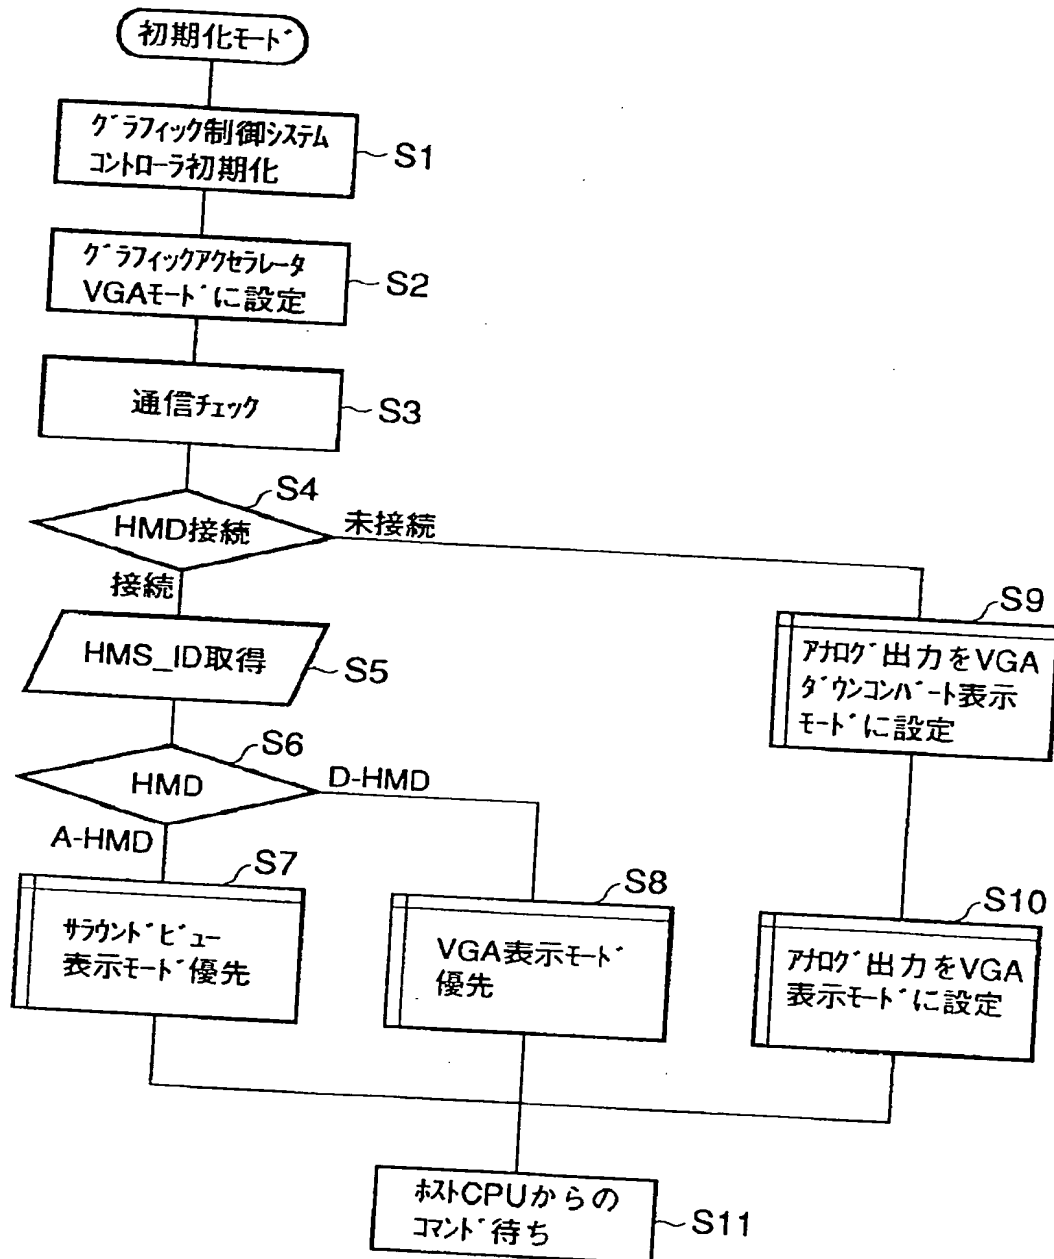 初期化モード
グラフィック制御システム
コントローラ初期化
S1
グラフィックアクセラレータ
VGAモードに設定
S2
通信チェック
S3
S4
HMD接続
未接続
接続
HMS_ID取得
S5
S6
HMD
D-HMD
A-HMD
S7
サラウンドビュー
表示モード優先
S8
VGA表示モード
優先
S9
アナログ出力をVGA
ダウンコンバート表示
モードに設定
S10
アナログ出力をVGA
表示モードに設定
ホストCPUからの
コマンド待ち
S11